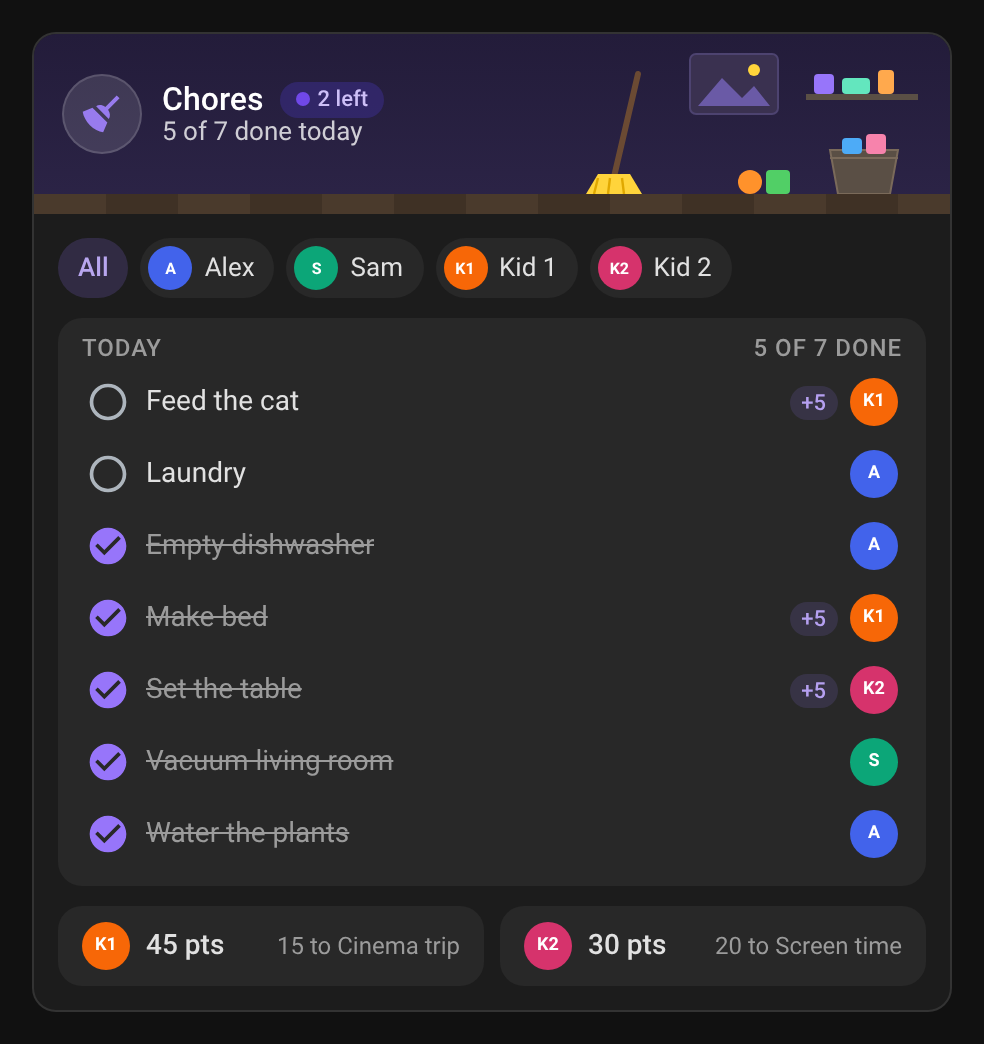 Chores 2 left
5 of 7 done today
All A Alex S Sam K1 Kid 1 K2 Kid 2
TODAY 5 OF 7 DONE
Feed the cat +5 K1
Laundry A
Empty dishwasher A
Make bed +5 K1
Set the table +5 K2
Vacuum living room S
Water the plants A
K1 45 pts 15 to Cinema trip K2 30 pts 20 to Screen time